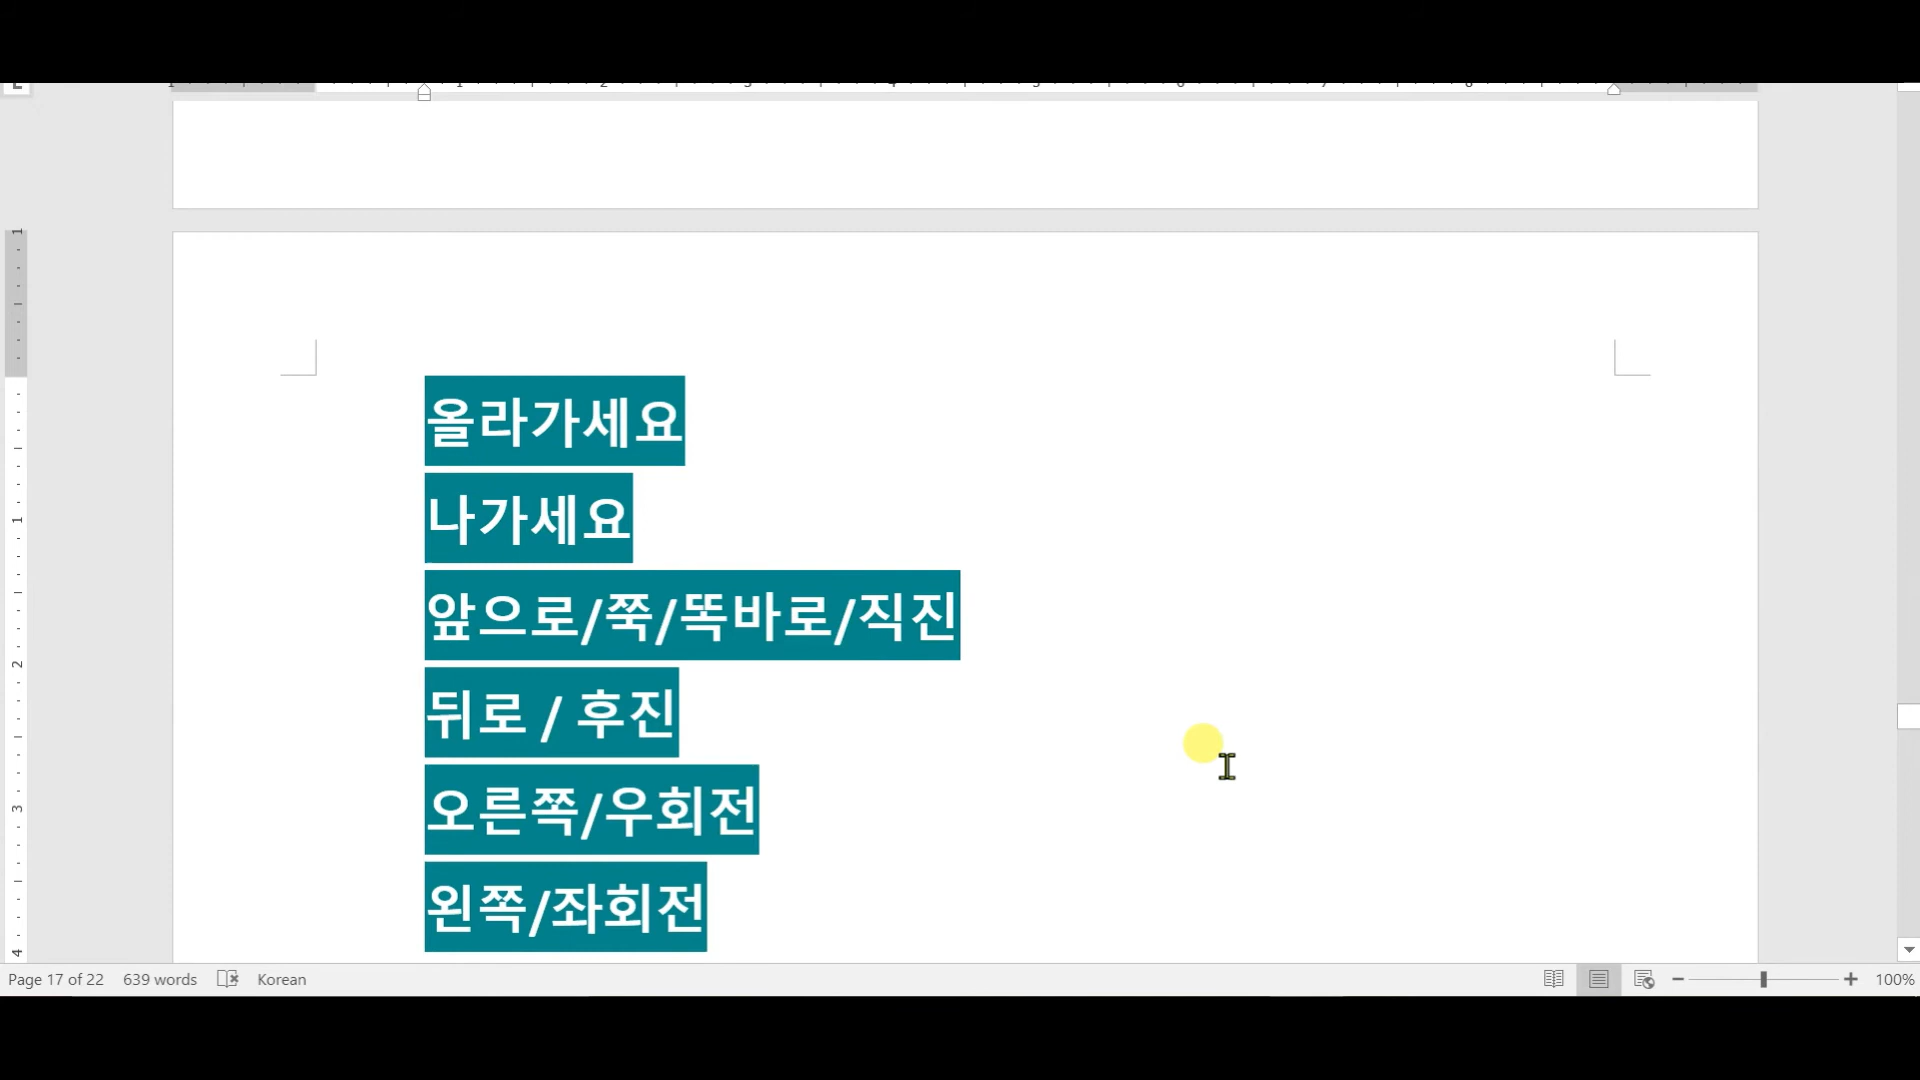 올라가세요
나가세요
앞으로/쭉/똑바로/직진
뒤로 / 후진
오른쪽/우회전
왼쪽/좌회전
Page 17 of 22 639 words Korean 100%